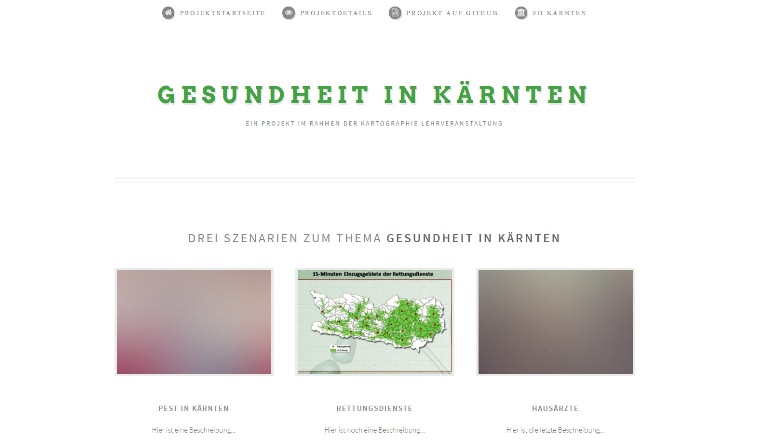 PROJEKTSTARTSEITE PROJEKTDETAILS PROJEKT AUF GITHUB FH KÄRNTEN
GESUNDHEIT IN KÄRNTEN
EIN PROJEKT IM RAHMEN DER KARTOGRAPHIE LEHRVERANSTALTUNG
DREI SZENARIEN ZUM THEMA GESUNDHEIT IN KÄRNTEN
15-Minuten Einzugsgebiete der Rettungsdienste
PEST IN KÄRNTEN RETTUNGSDIENSTE HAUSÄRZTE
Hier ist eine Beschreibung... Hier ist noch eine Beschreibung... Hier ist die letzte Beschreibung...